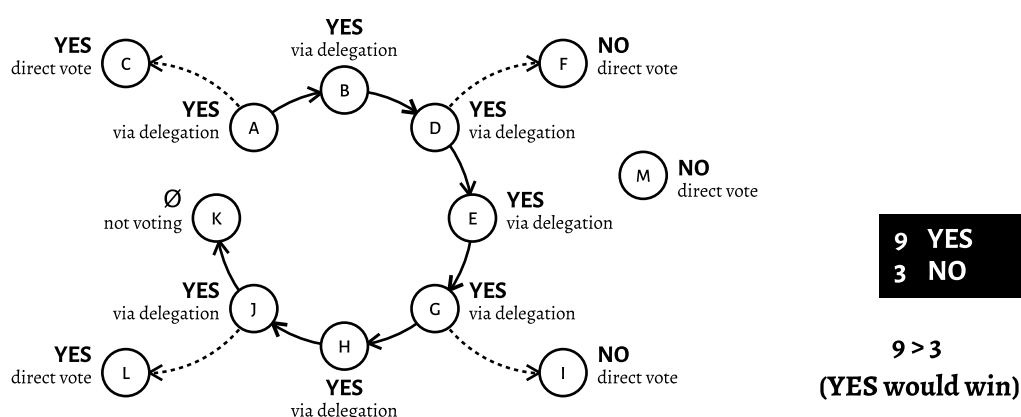 YES
via delegation
YES
direct vote
C
B
F
NO
direct vote
YES
via delegation
A
D
YES
via delegation
M
NO
direct vote
Ø
not voting
K
E
YES
via delegation
9 YES
3 NO
YES
via delegation
J
G
YES
via delegation
H
9 > 3
(YES would win)
YES
direct vote
L
YES
via delegation
I
NO
direct vote